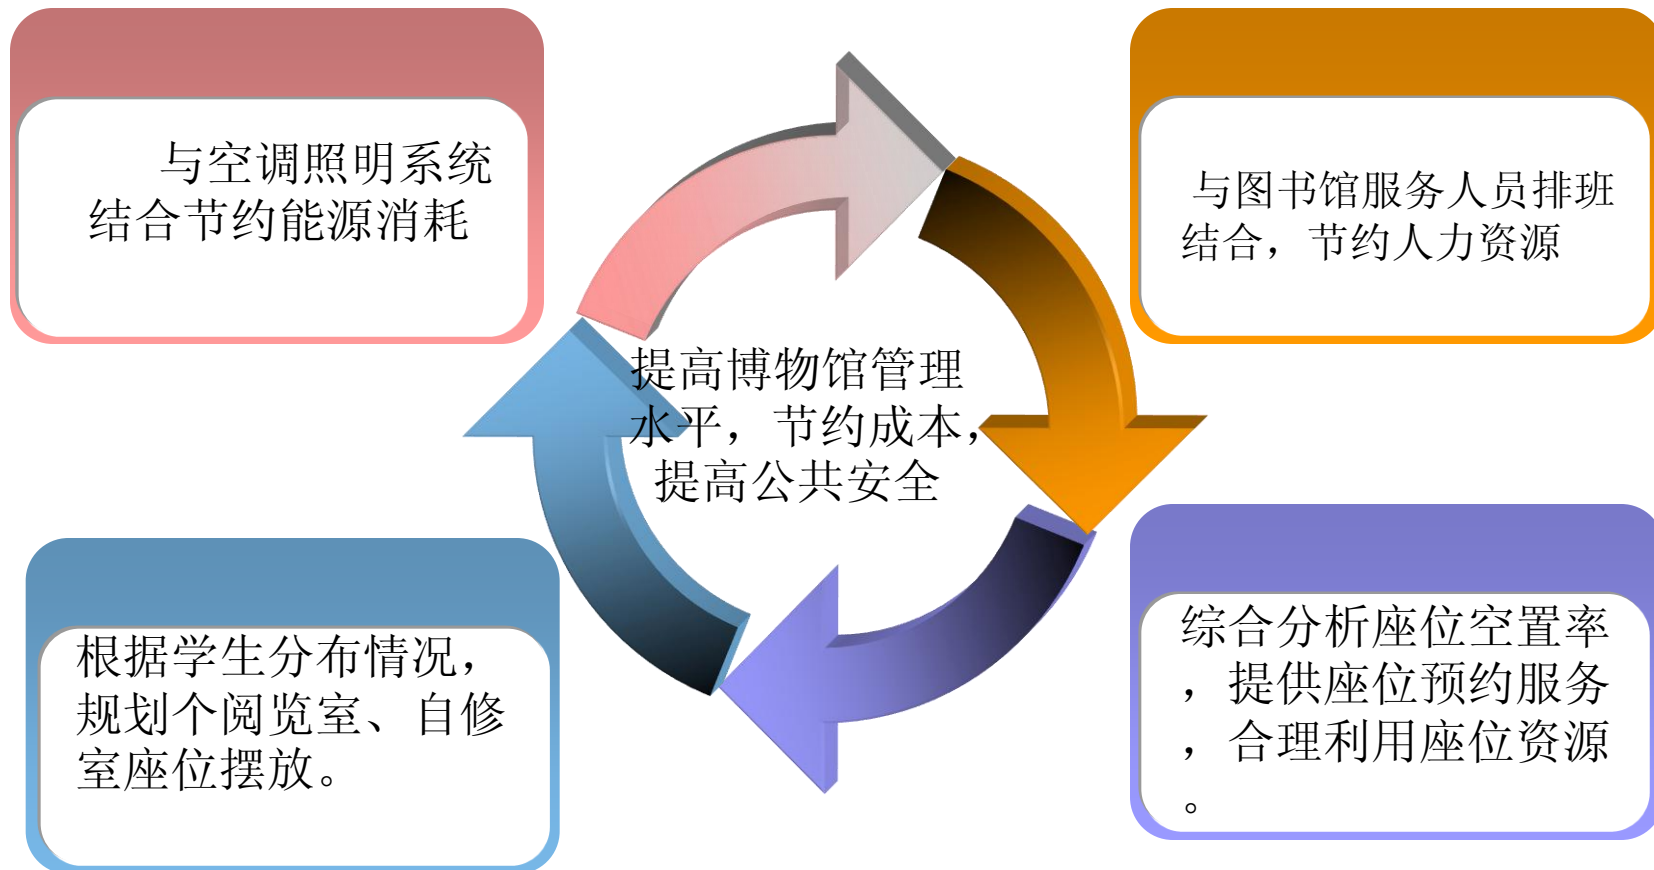 与空调照明系统
结合节约能源消耗
与图书馆服务人员排班
结合，节约人力资源
提高博物馆管理
水平，节约成本，
提高公共安全
根据学生分布情况，
规划个阅览室、自修
室座位摆放。
综合分析座位空置率
，提供座位预约服务
，合理利用座位资源
。